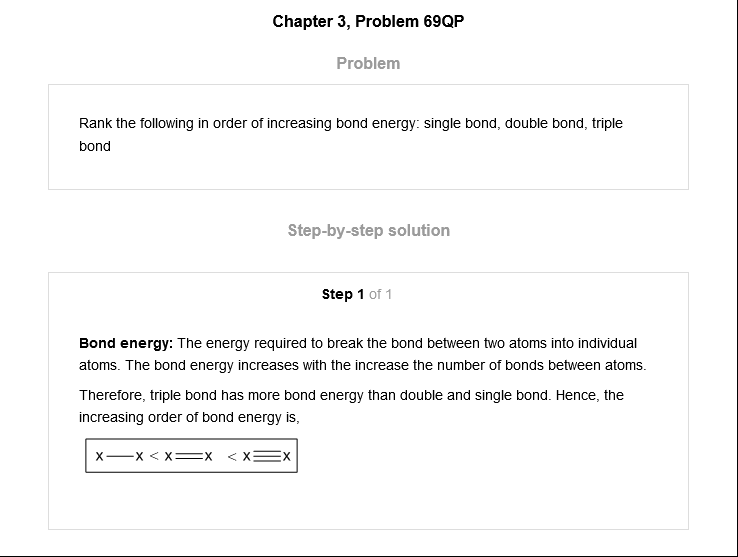 Chapter 3, Problem 69QP
Problem
Rank the following in order of increasing bond energy: single bond, double bond, triple
bond
Step-by-step solution
Step 1 of 1
Bond energy: The energy required to break the bond between two atoms into individual
atoms. The bond energy increases with the increase the number of bonds between atoms.
Therefore, triple bond has more bond energy than double and single bond. Hence, the
increasing order of bond energy is,
x—x < x═x < x≡x